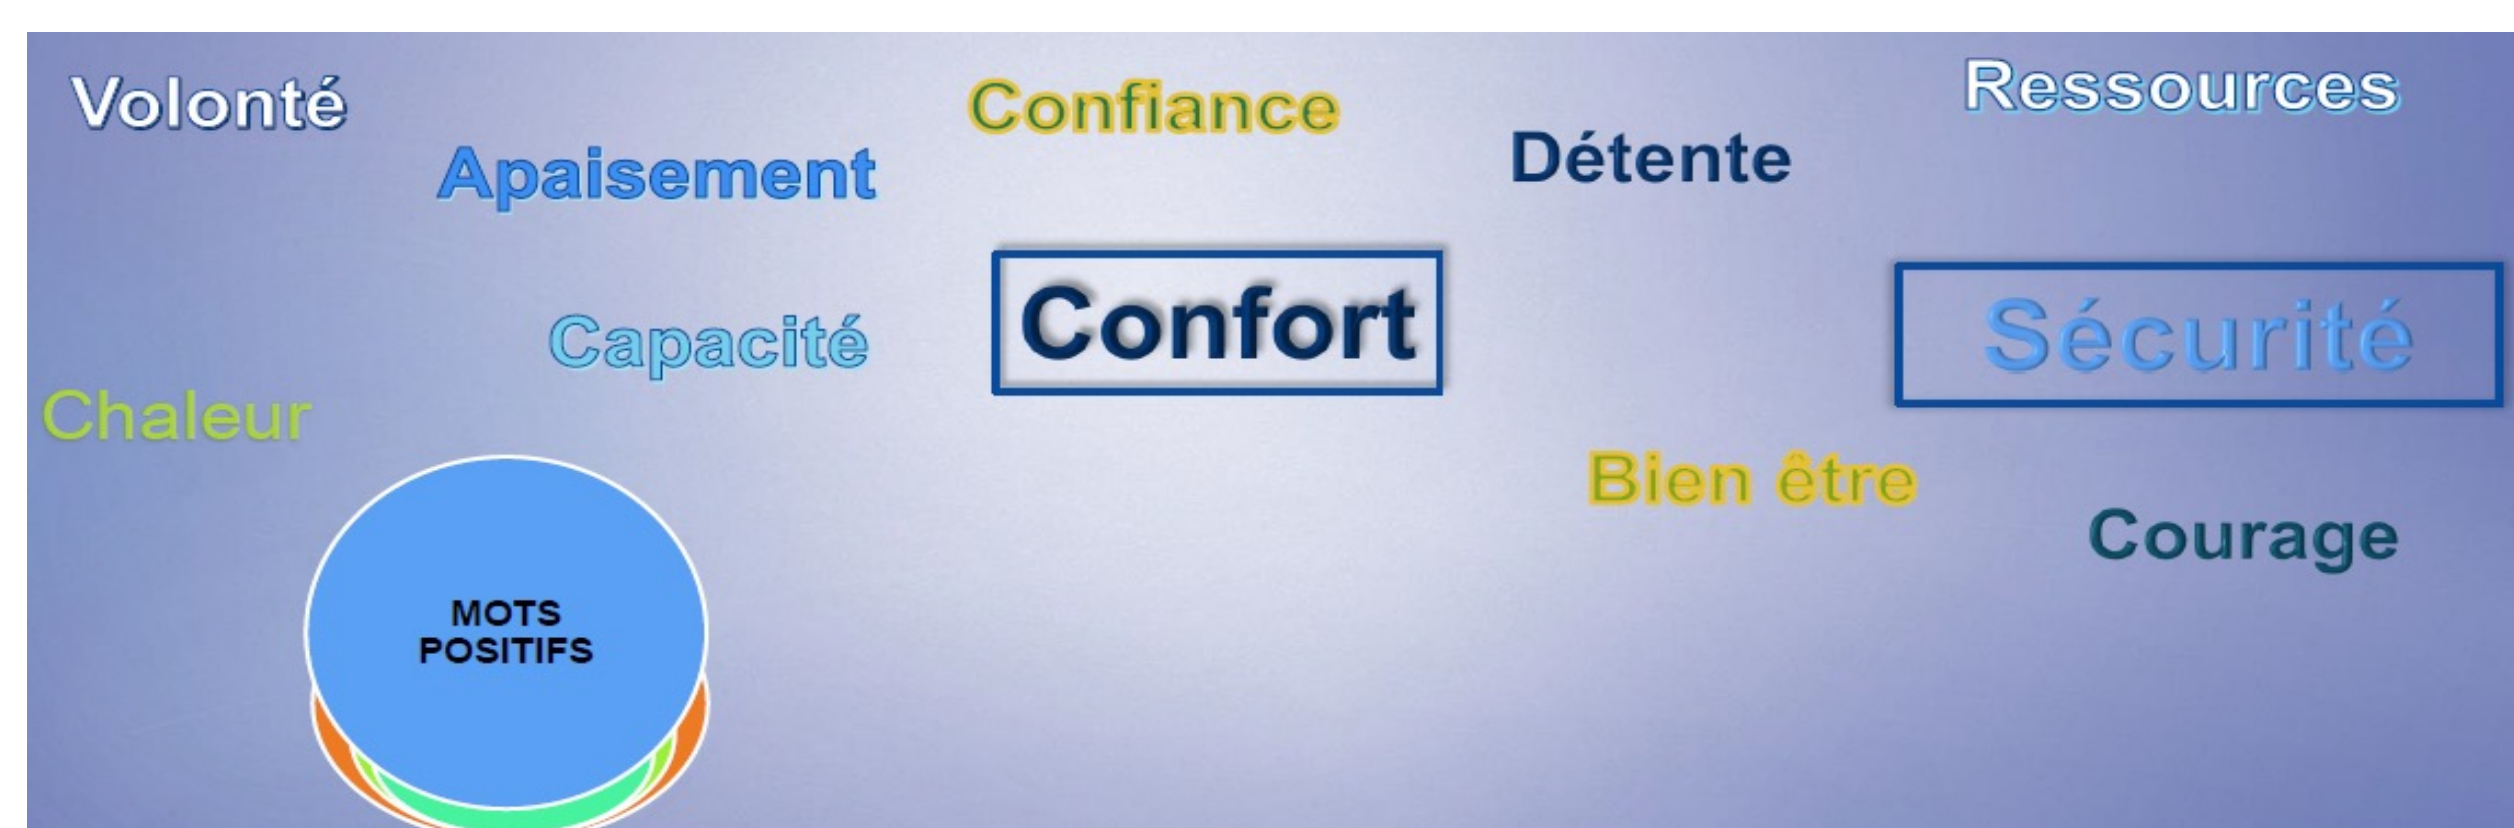 Volonté
Confiance
Ressources
Apaisement
Détente
Capacité
Confort
Sécurité
Chaleur
Bien être
Courage
MOTS
POSITIFS